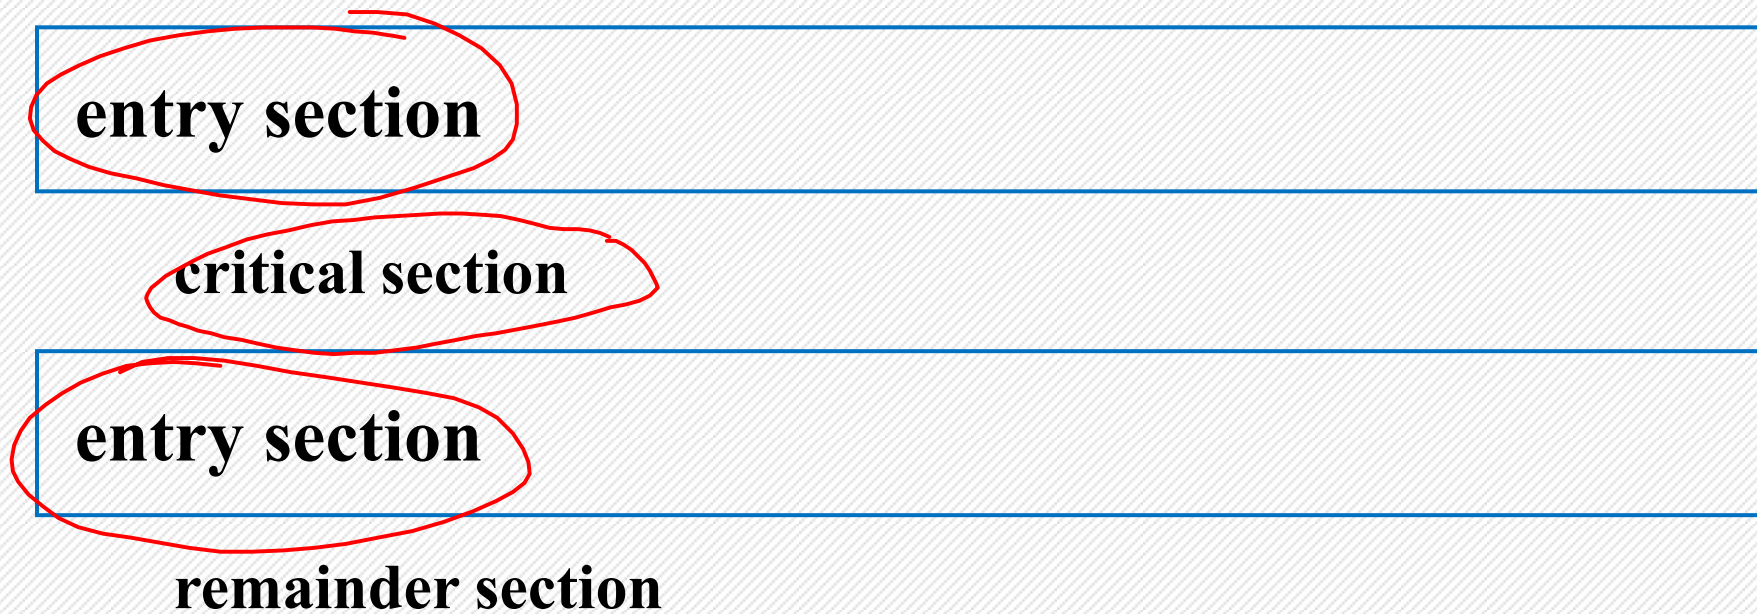 entry section
critical section
entry section
remainder section